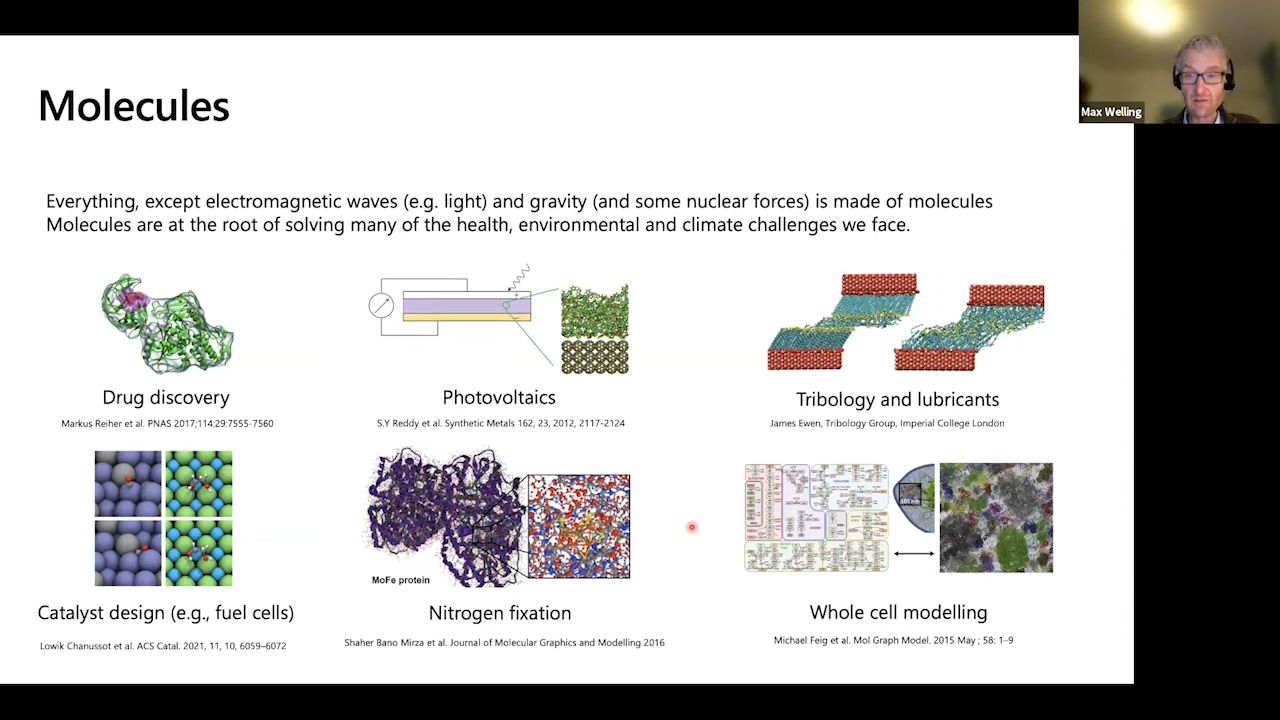 Molecules
Max Welling
Everything, except electromagnetic waves (e.g. light) and gravity (and some nuclear forces) is made of molecules
Molecules are at the root of solving many of the health, environmental and climate challenges we face.
Drug discovery
Markus Reiher et al. PNAS 2017;114:29:7555-7560
Photovoltaics
S.Y Reddy et al. Synthetic Metals 162, 23, 2012, 2117-2124
Tribology and lubricants
James Ewen, Tribology Group, Imperial College London
MoFe protein
100 nm
Catalyst design (e.g., fuel cells)
Lowik Chanussot et al. ACS Catal. 2021, 11, 10, 6059–6072
Nitrogen fixation
Shaher Bano Mirza et al. Journal of Molecular Graphics and Modelling 2016
Whole cell modelling
Michael Feig et al. Mol Graph Model. 2015 May ; 58: 1–9